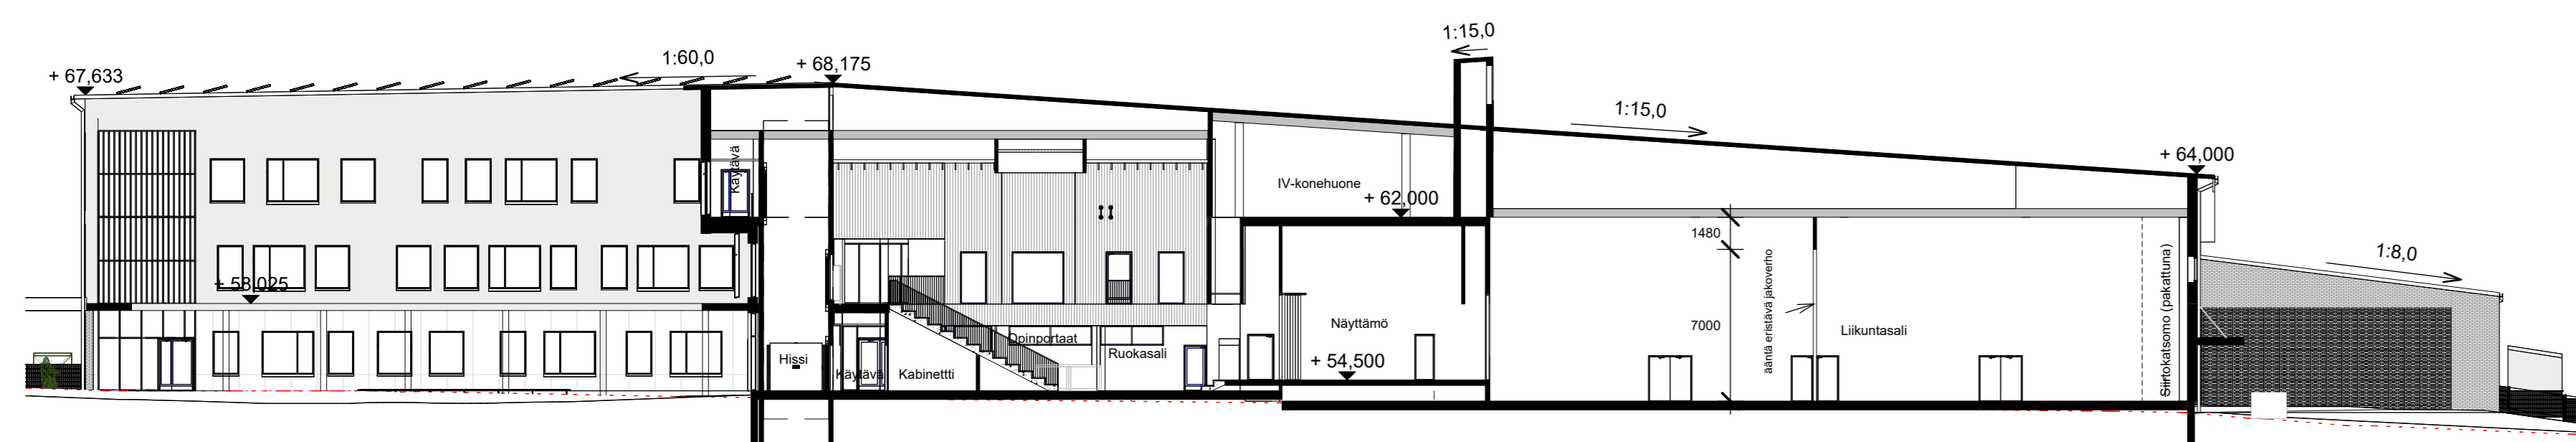 1:15,0
1:60,0
+ 68,175
+ 67,633
1:15,0
+ 64,000
Käytävä
IV-konehuone
+ 62,000
1480
ääntä eristävä jakoverho
Siirtokatsomo (pakattuna)
1:8,0
+ 58,025
7000
Näyttämö
Liikuntasali
Opinportaat
Ruokasali
Hissi
+ 54,500
Käytävä
Kabinettti